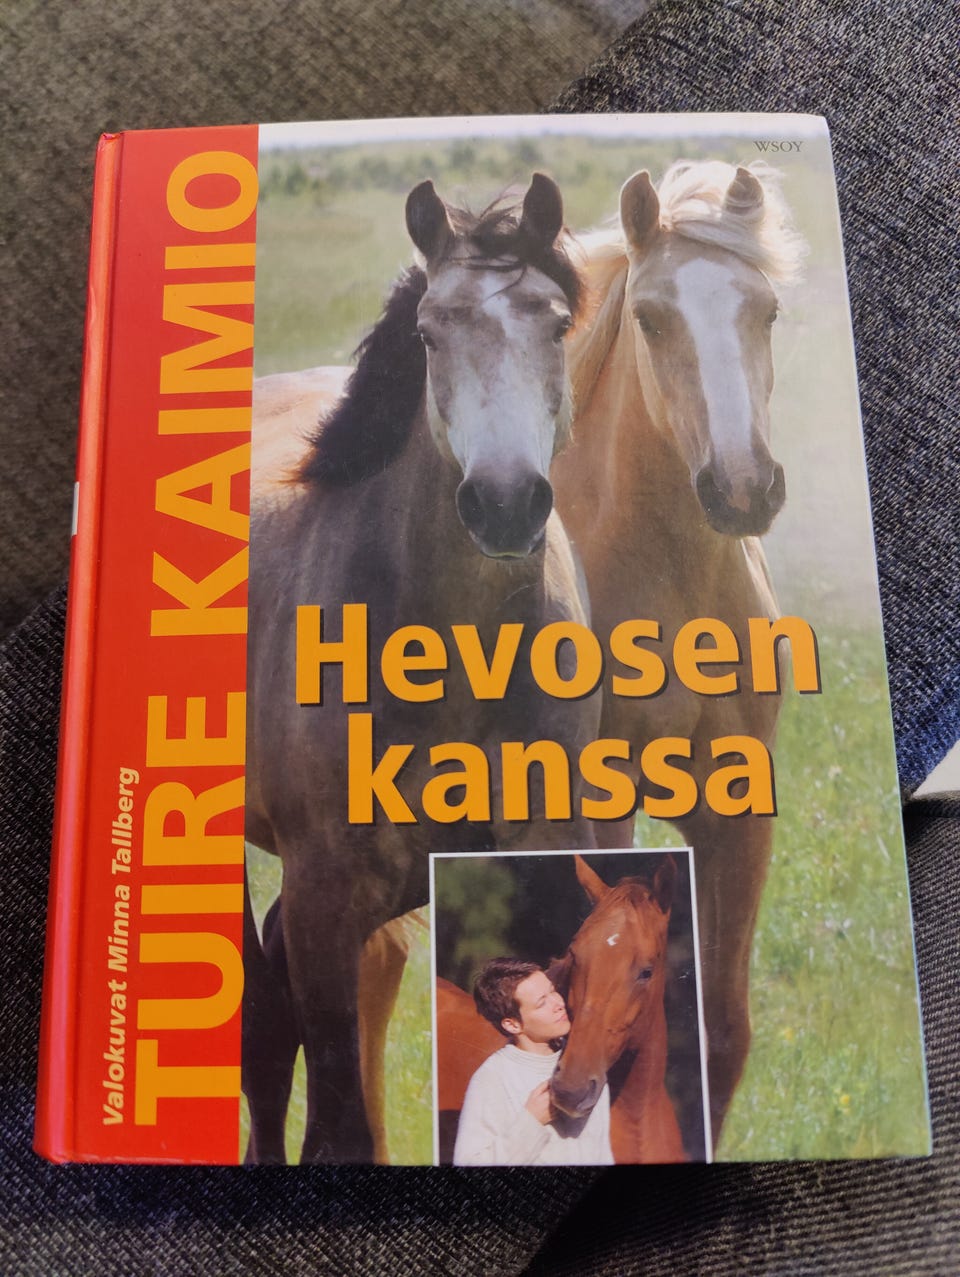 WSOY
TUIRE KAIMIO
Valokuvat Minna Tallberg
Hevosen
kanssa